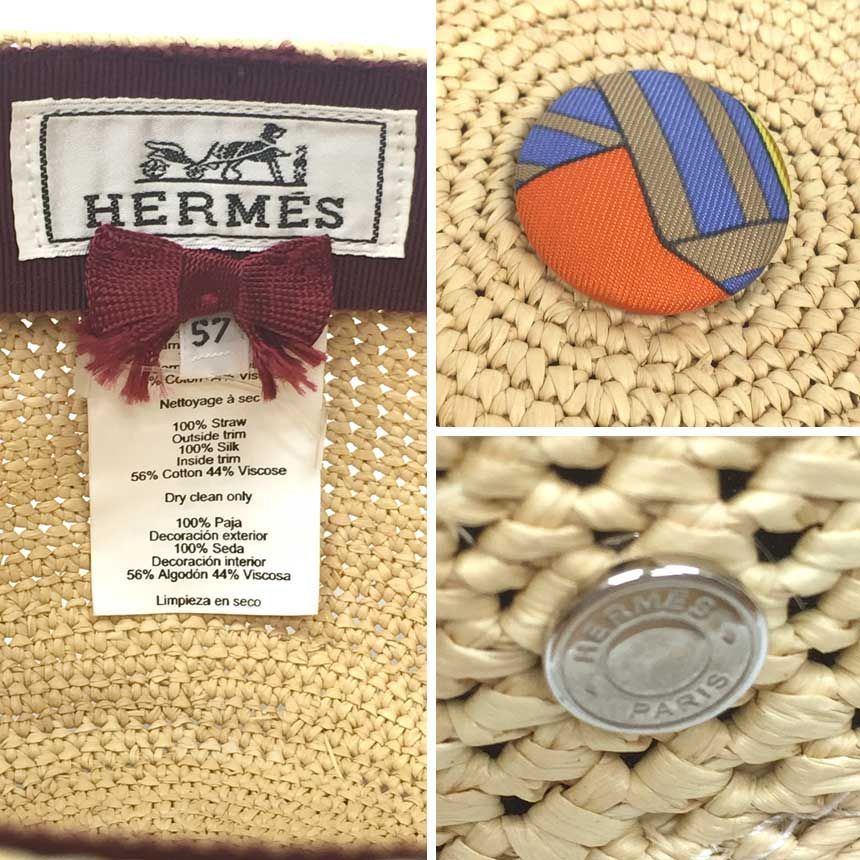 HERMÈS
57
Nettoyage à sec
100% Straw
Outside trim
100% Silk
Inside trim
56% Cotton 44% Viscose
Dry clean only
100% Paja
Decoración exterior
100% Seda
Decoración interior
56% Algodón 44% Viscosa
Limpieza en seco
HERMÈS
PARIS